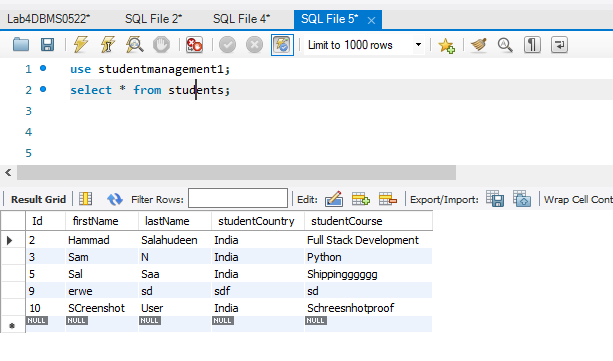 Lab4DBMS0522* SQL File 2* SQL File 4* SQL File 5* ×
Limit to 1000 rows
1 use studentmanagement1;
2 select * from students;
3
4
5
Result Grid Filter Rows: Edit: Export/Import: Wrap Cell Cont
Id firstName lastName studentCountry studentCourse
2 Hammad Salahudeen India Full Stack Development
3 Sam N India Python
5 Sal Saa India Shippingggggg
9 erwe sd sdf sd
10 SCreenshot User India Schreesnhotproof
NULL NULL NULL NULL NULL